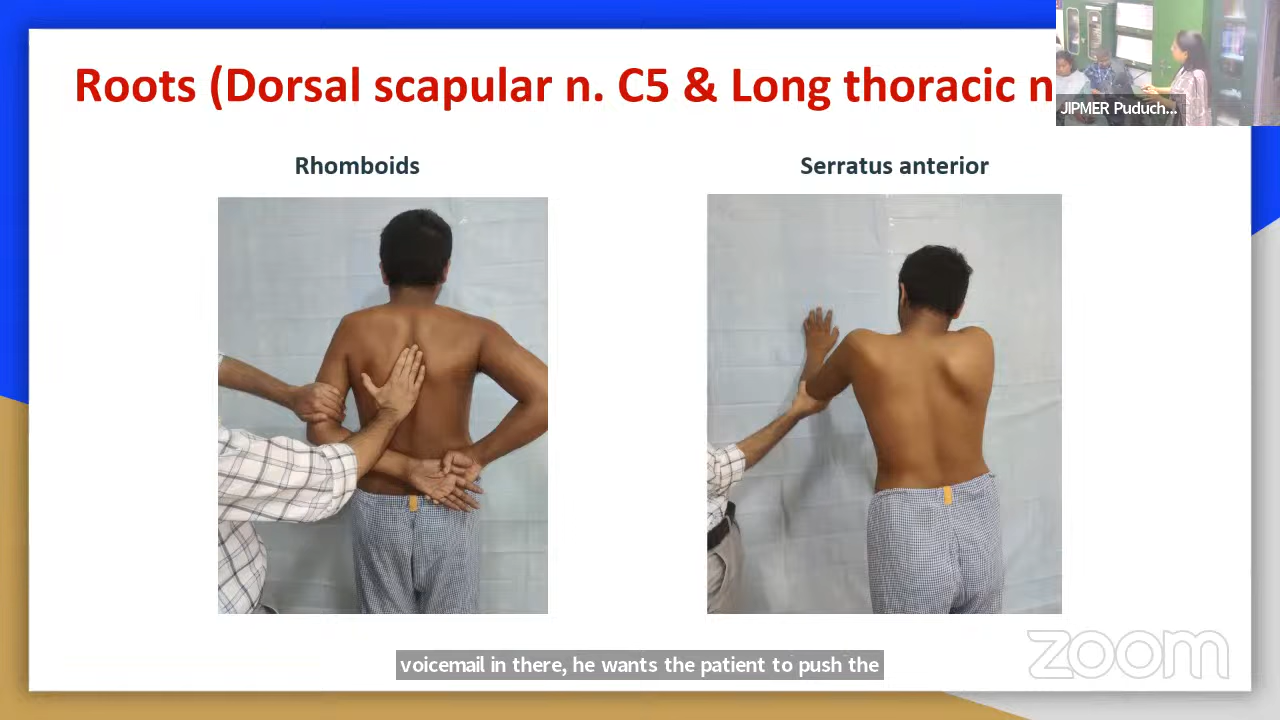 Roots (Dorsal scapular n. C5 & Long thoracic n
JIPMER Puduch...
Rhomboids
Serratus anterior
zoom
voicemail in there, he wants the patient to push the